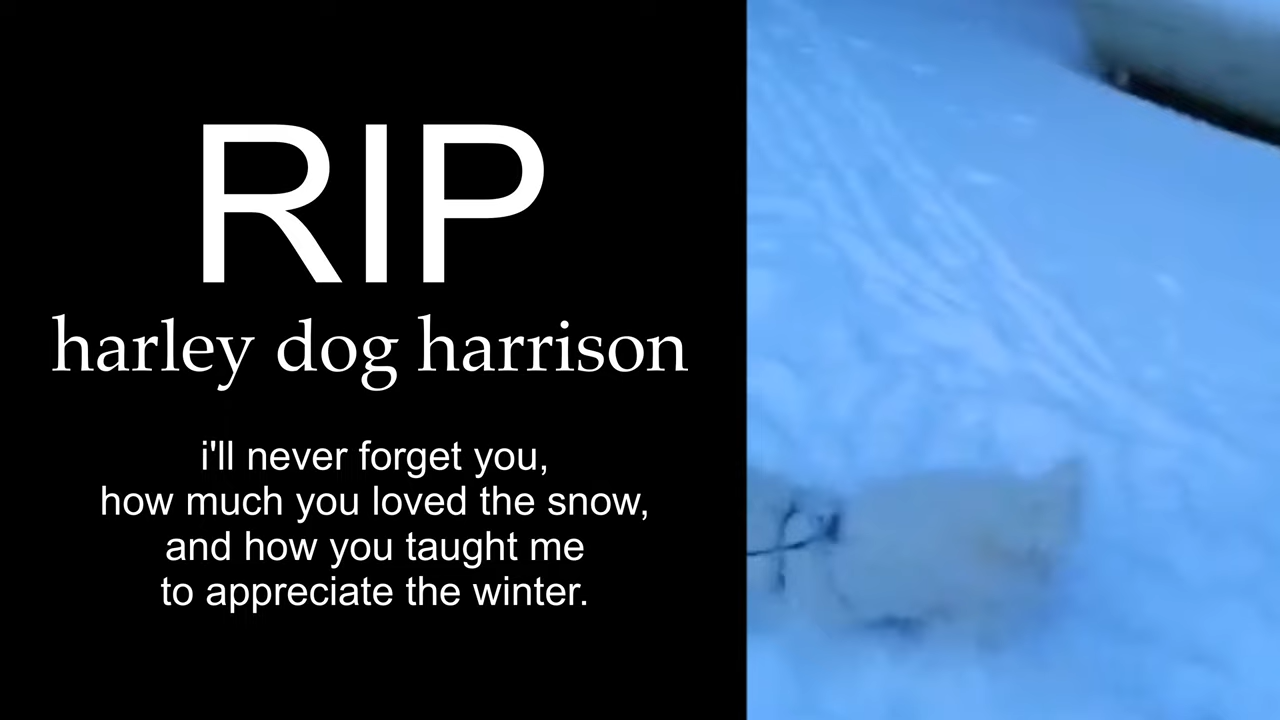 RIP
harley dog harrison
i'll never forget you,
how much you loved the snow,
and how you taught me
to appreciate the winter.